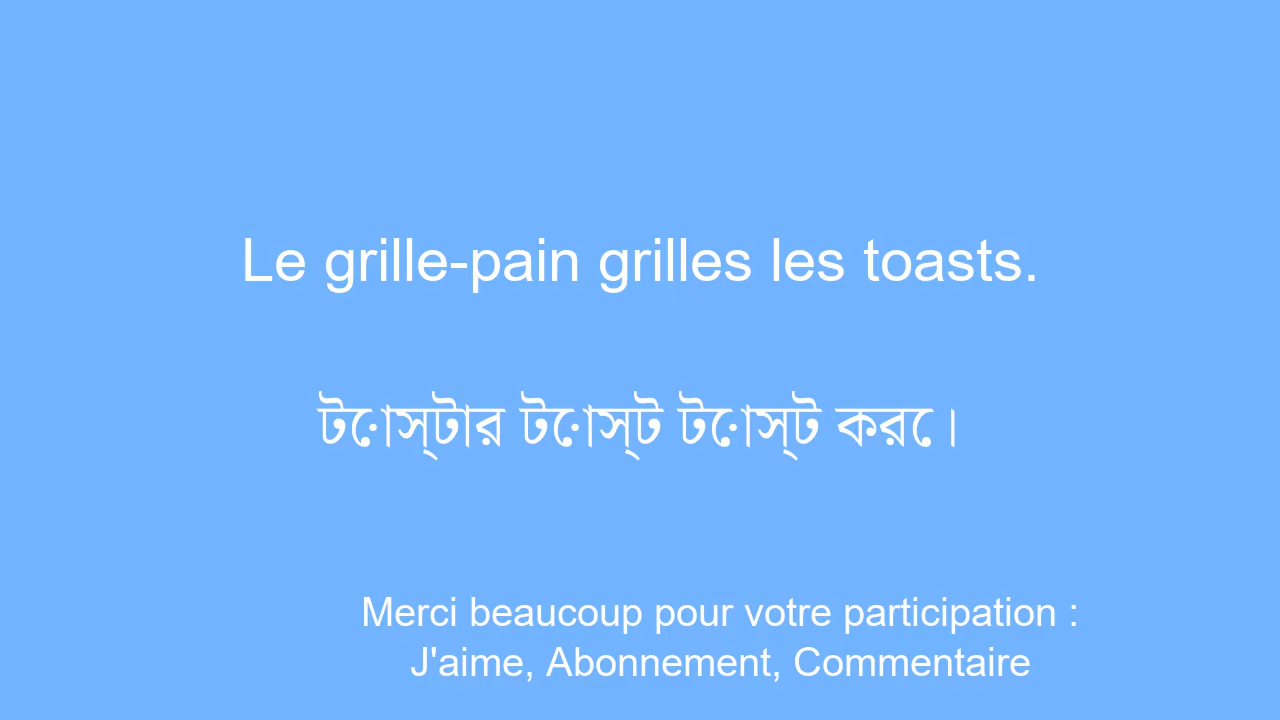 Le grille-pain grilles les toasts.
টোস্টার টোস্ট টোস্ট করে।
Merci beaucoup pour votre participation :
J'aime, Abonnement, Commentaire